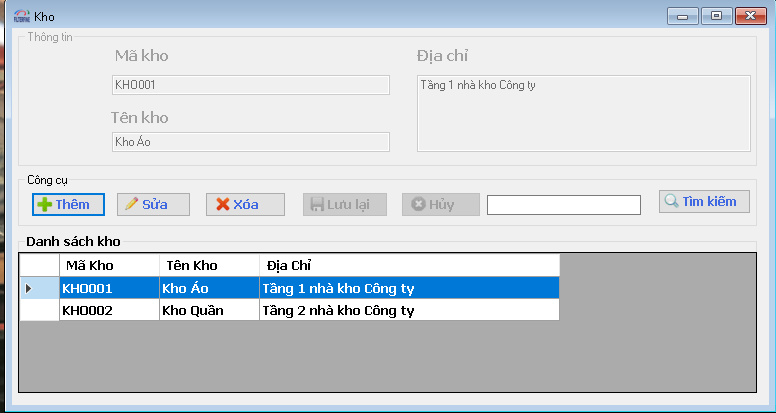 Kho
Thông tin
Mã kho
Địa chỉ
KHO001
Tầng 1 nhà kho Công ty
Tên kho
Kho Áo
Công cụ
Thêm
Sửa
Xóa
Lưu lại
Hủy
Tìm kiếm
Danh sách kho
Mã Kho Tên Kho Địa Chỉ
KHO001 Kho Áo Tầng 1 nhà kho Công ty
KHO002 Kho Quần Tầng 2 nhà kho Công ty